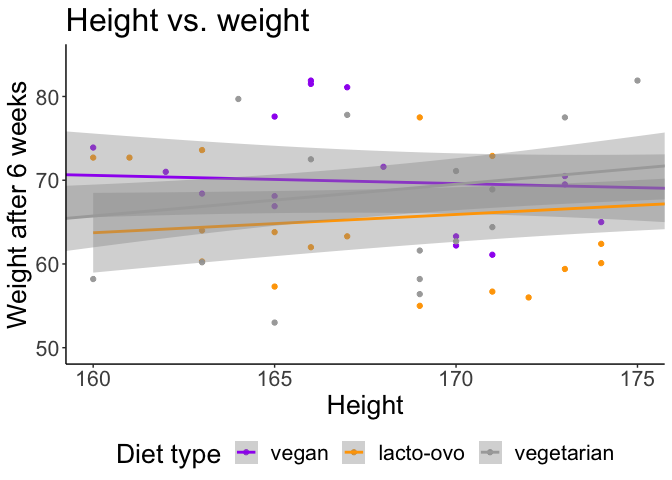 Height vs. weight
Weight after 6 weeks
80
70
60
50
160 165 170 175
Height
Diet type vegan lacto-ovo vegetarian